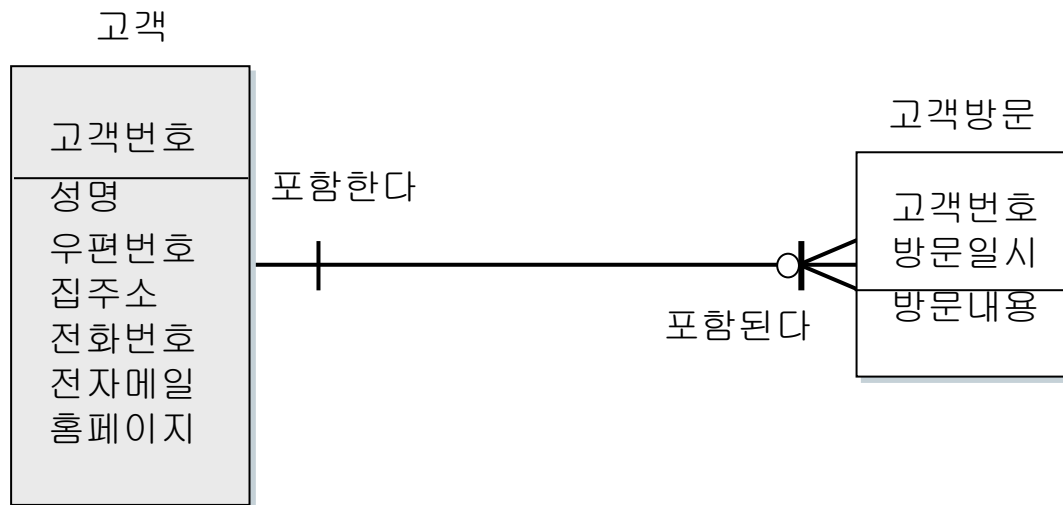 고객
고객번호
성명
우편번호
집주소
전화번호
전자메일
홈페이지
포함한다
포함된다
고객방문
고객번호
방문일시
방문내용